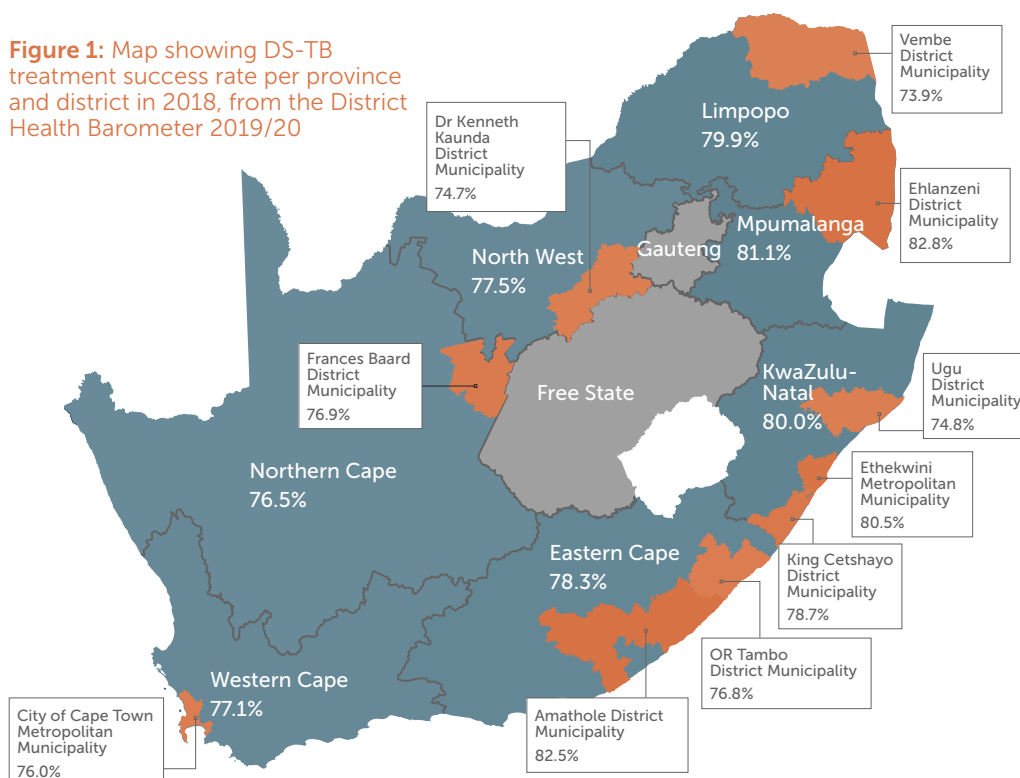 Figure 1: Map showing DS-TB
treatment success rate per province
and district in 2018, from the District
Health Barometer 2019/20
Vembe
District
Municipality
73.9%
Limpopo
79.9%
Dr Kenneth
Kaunda
District
Municipality
74.7%
Ehlanzeni
District
Municipality
82.8%
Mpumalanga
81.1%
Gauteng
North West
77.5%
Frances Baard
District
Municipality
76.9%
Free State
KwaZulu-
Natal
80.0%
Ugu
District
Municipality
74.8%
Northern Cape
76.5%
Ethekwini
Metropolitan
Municipality
80.5%
Eastern Cape
78.3%
King Cetshayo
District
Municipality
78.7%
OR Tambo
District Municipality
76.8%
Western Cape
77.1%
City of Cape Town
Metropolitan
Municipality
76.0%
Amathole District
Municipality
82.5%